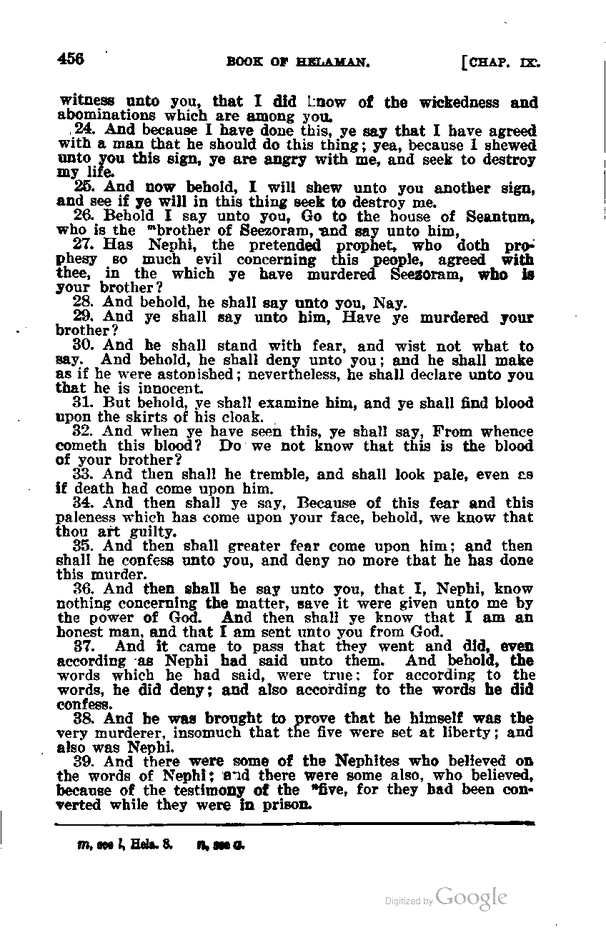 456 BOOK OF HELAMAN. [CHAP. IX.
witness unto you, that I did know of the wickedness and
abominations which are among you.
24. And because I have done this, ye say that I have agreed
with a man that he should do this thing; yea, because I shewed
unto you this sign, ye are angry with me, and seek to destroy
my life.
25. And now behold, I will shew unto you another sign,
and see if ye will in this thing seek to destroy me.
26. Behold I say unto you, Go to the house of Seantum,
who is the ᵐbrother of Seezoram, and say unto him,
27. Has Nephi, the pretended prophet, who doth pro-
phesy so much evil concerning this people, agreed with
thee, in the which ye have murdered Seezoram, who is
your brother?
28. And behold, he shall say unto you, Nay.
29. And ye shall say unto him, Have ye murdered your
brother?
30. And he shall stand with fear, and wist not what to
say. And behold, he shall deny unto you; and he shall make
as if he were astonished; nevertheless, he shall declare unto you
that he is innocent.
31. But behold, ye shall examine him, and ye shall find blood
upon the skirts of his cloak.
32. And when ye have seen this, ye shall say, From whence
cometh this blood? Do we not know that this is the blood
of your brother?
33. And then shall he tremble, and shall look pale, even as
if death had come upon him.
34. And then shall ye say, Because of this fear and this
paleness which has come upon your face, behold, we know that
thou art guilty.
35. And then shall greater fear come upon him; and then
shall he confess unto you, and deny no more that he has done
this murder.
36. And then shall he say unto you, that I, Nephi, know
nothing concerning the matter, save it were given unto me by
the power of God. And then shall ye know that I am an
honest man, and that I am sent unto you from God.
37. And it came to pass that they went and did, even
according as Nephi had said unto them. And behold, the
words which he had said, were true; for according to the
words, he did deny; and also according to the words he did
confess.
38. And he was brought to prove that he himself was the
very murderer, insomuch that the five were set at liberty; and
also was Nephi.
39. And there were some of the Nephites who believed on
the words of Nephi; and there were some also, who believed,
because of the testimony of the ⁿfive, for they had been con-
verted while they were in prison.
m, see l, Hela. 8. n, see a.
Digitized by Google